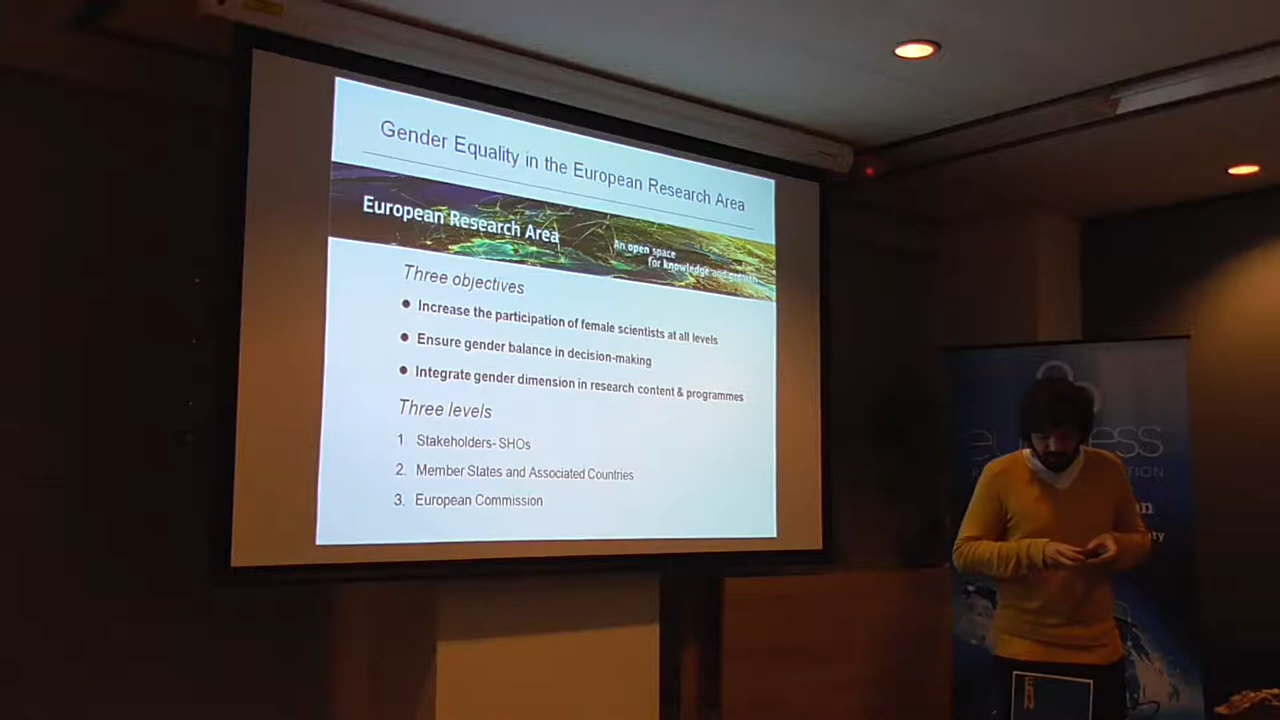 Gender Equality in the European Research Area
European Research Area
An open space
for knowledge and growth
Three objectives
● Increase the participation of female scientists at all levels
● Ensure gender balance in decision-making
● Integrate gender dimension in research content & programmes
Three levels
1. Stakeholders- SHOs
2. Member States and Associated Countries
3. European Commission